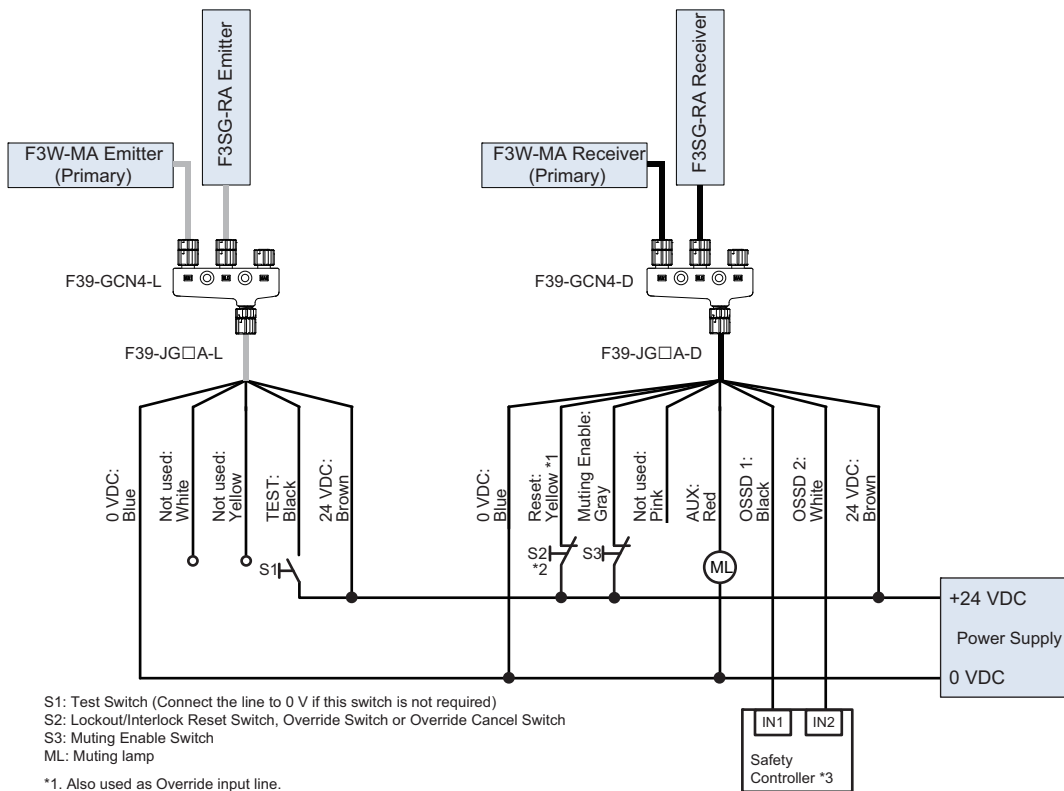 F3SG-RA Emitter
F3SG-RA Receiver
F3W-MA Emitter
(Primary)
F3W-MA Receiver
(Primary)
F39-GCN4-L
F39-GCN4-D
F39-JG□A-L
F39-JG□A-D
0 VDC:
Blue
Not used:
White
Not used:
Yellow
TEST:
Black
24 VDC:
Brown
0 VDC:
Blue
Reset:
Yellow *1
Muting Enable:
Gray
Not used:
Pink
AUX:
Red
OSSD 1:
Black
OSSD 2:
White
24 VDC:
Brown
S1
S2
*2
S3
ML
+24 VDC
Power Supply
0 VDC
IN1
IN2
Safety
Controller *3
S1: Test Switch (Connect the line to 0 V if this switch is not required)
S2: Lockout/Interlock Reset Switch, Override Switch or Override Cancel Switch
S3: Muting Enable Switch
ML: Muting lamp
*1. Also used as Override input line.